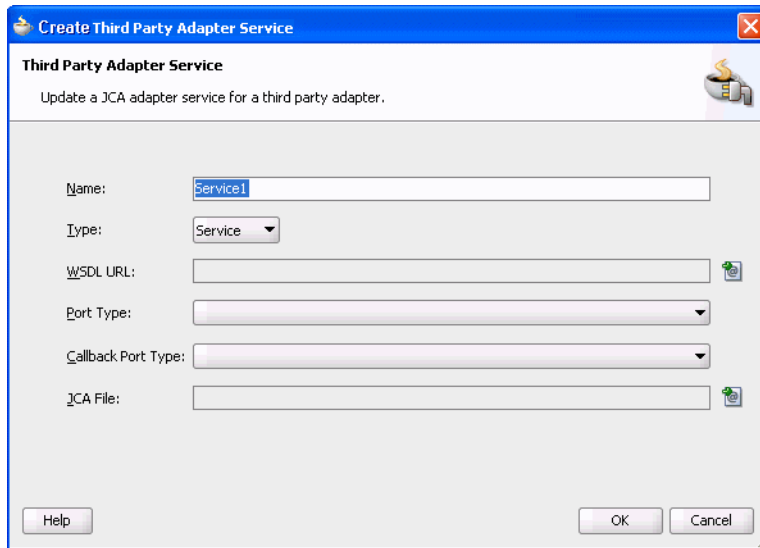 Create Third Party Adapter Service
Third Party Adapter Service
Update a JCA adapter service for a third party adapter.
Name: Service1
Type: Service
WSDL URL:
Port Type:
Callback Port Type:
JCA File:
Help OK Cancel